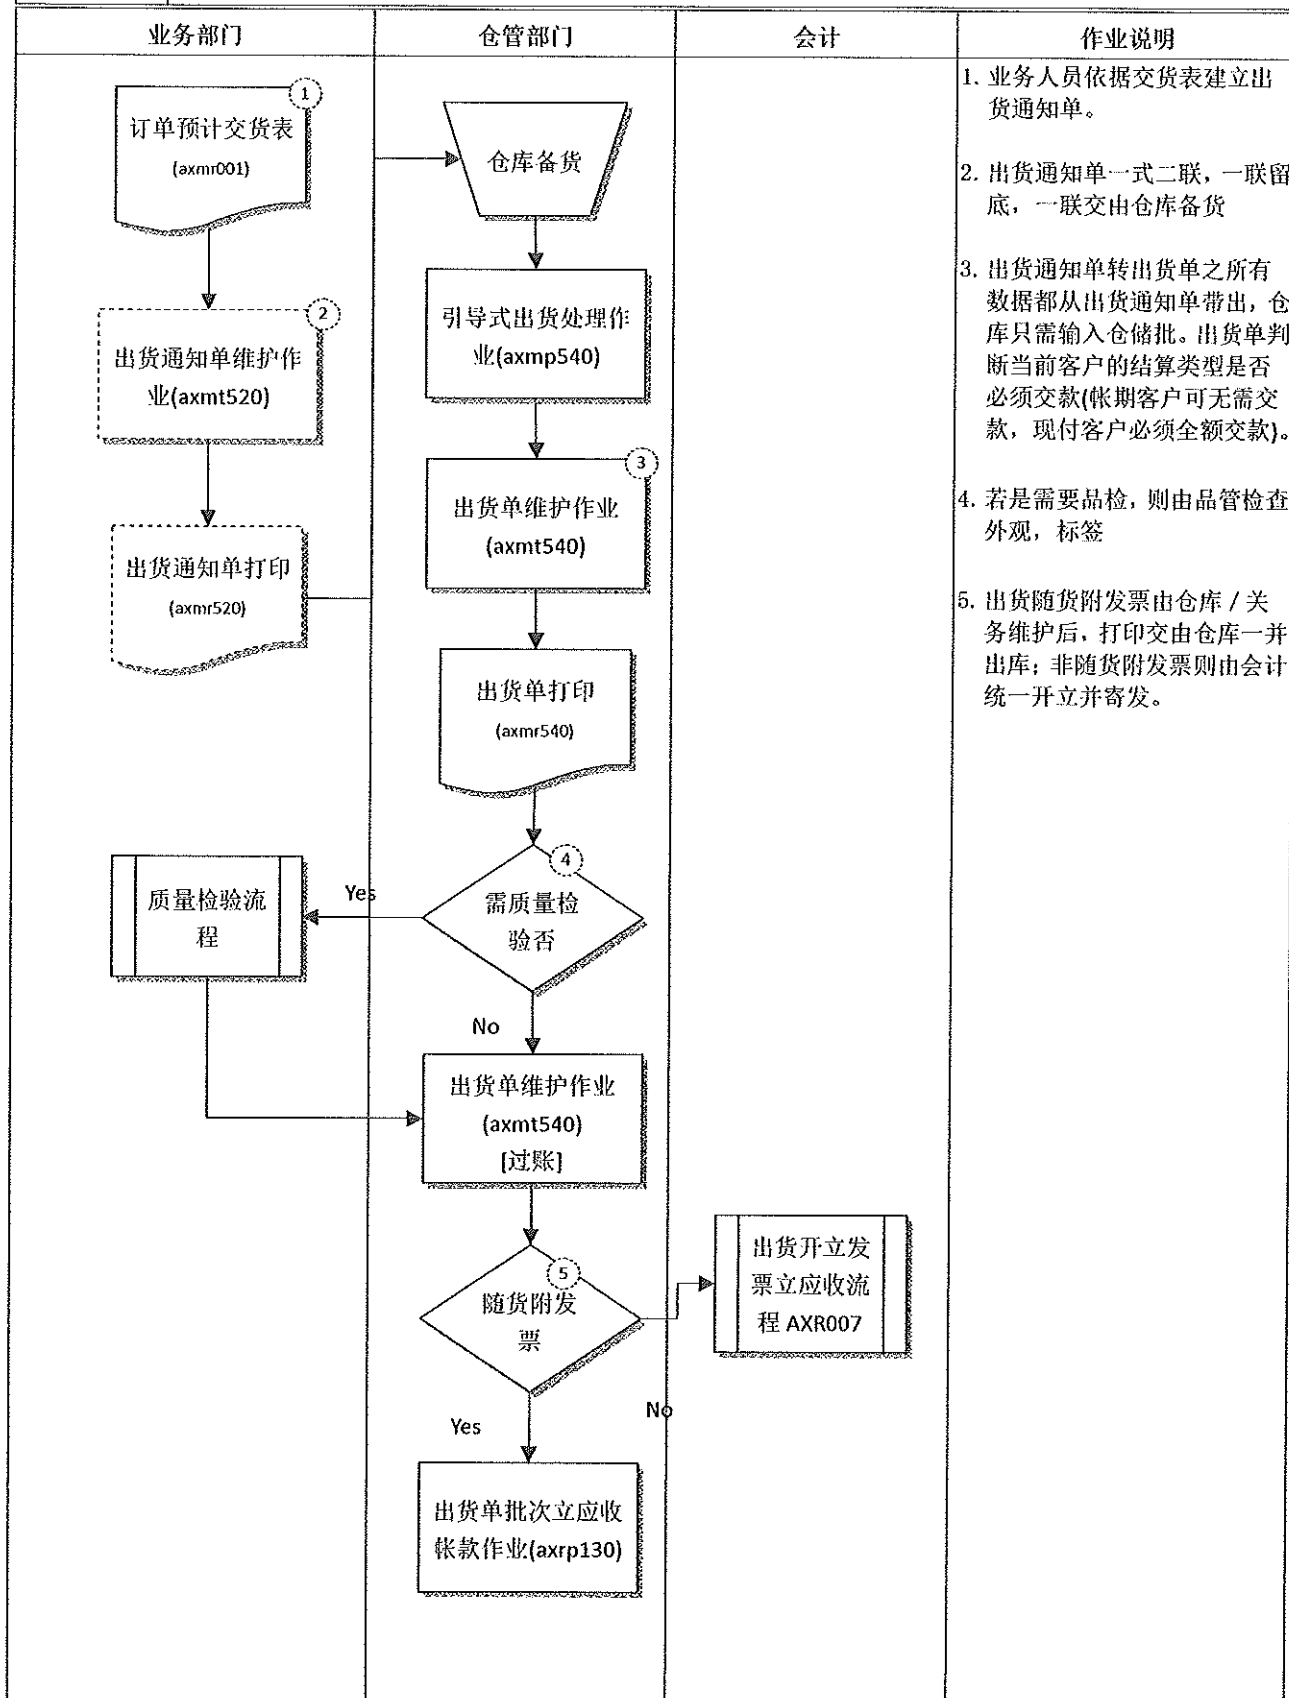 业务部门
仓管部门
会计
作业说明
1
订单预计交货表
(axmr001)
2
出货通知单维护作
业(axmt520)
出货通知单打印
(axmr520)
仓库备货
引导式出货处理作
业(axmp540)
3
出货单维护作业
(axmt540)
出货单打印
(axmr540)
4
需质量检
验否
Yes
质量检验流
程
No
出货单维护作业
(axmt540)
[过账]
5
随货附发
票
出货开立发
票立应收流
程 AXR007
No
Yes
出货单批次立应收
帐款作业(axrp130)
1. 业务人员依据交货表建立出
货通知单。
2. 出货通知单一式二联，一联留
底，一联交由仓库备货
3. 出货通知单转出货单之所有
数据都从出货通知单带出，仓
库只需输入仓储批。出货单判
断当前客户的结算类型是否
必须交款(帐期客户可无需交
款，现付客户必须全额交款)。
4. 若是需要品检，则由品管检查
外观，标签
5. 出货随货附发票由仓库 / 关
务维护后，打印交由仓库一并
出库；非随货附发票则由会计
统一开立并寄发。